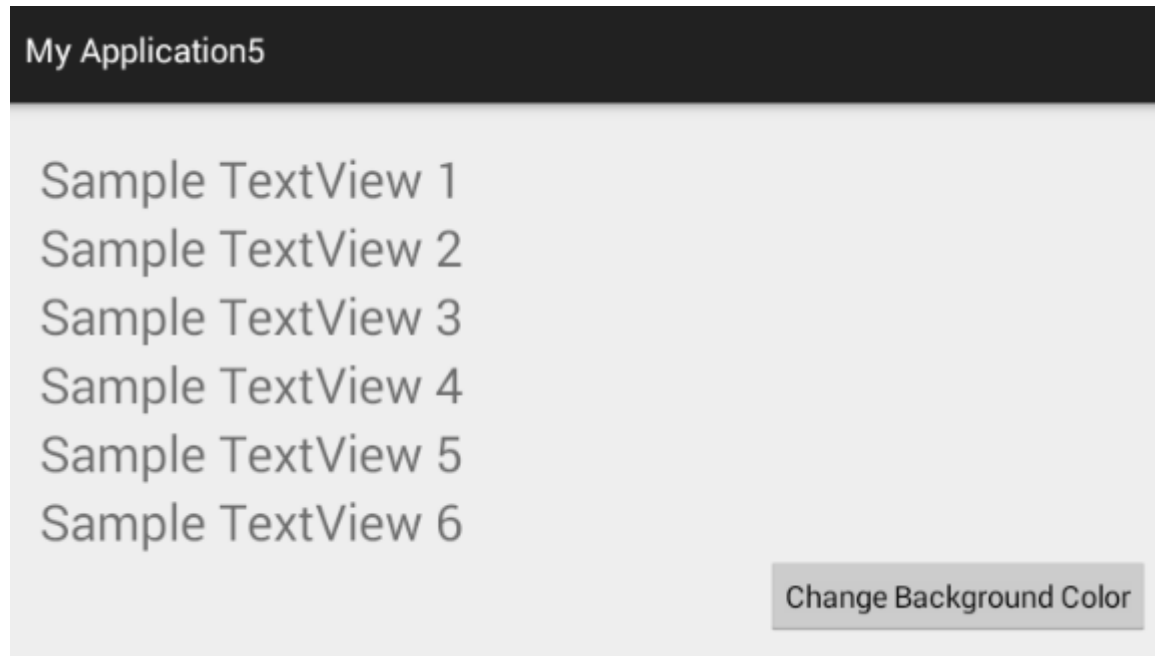 My Application5
Sample TextView 1
Sample TextView 2
Sample TextView 3
Sample TextView 4
Sample TextView 5
Sample TextView 6
Change Background Color